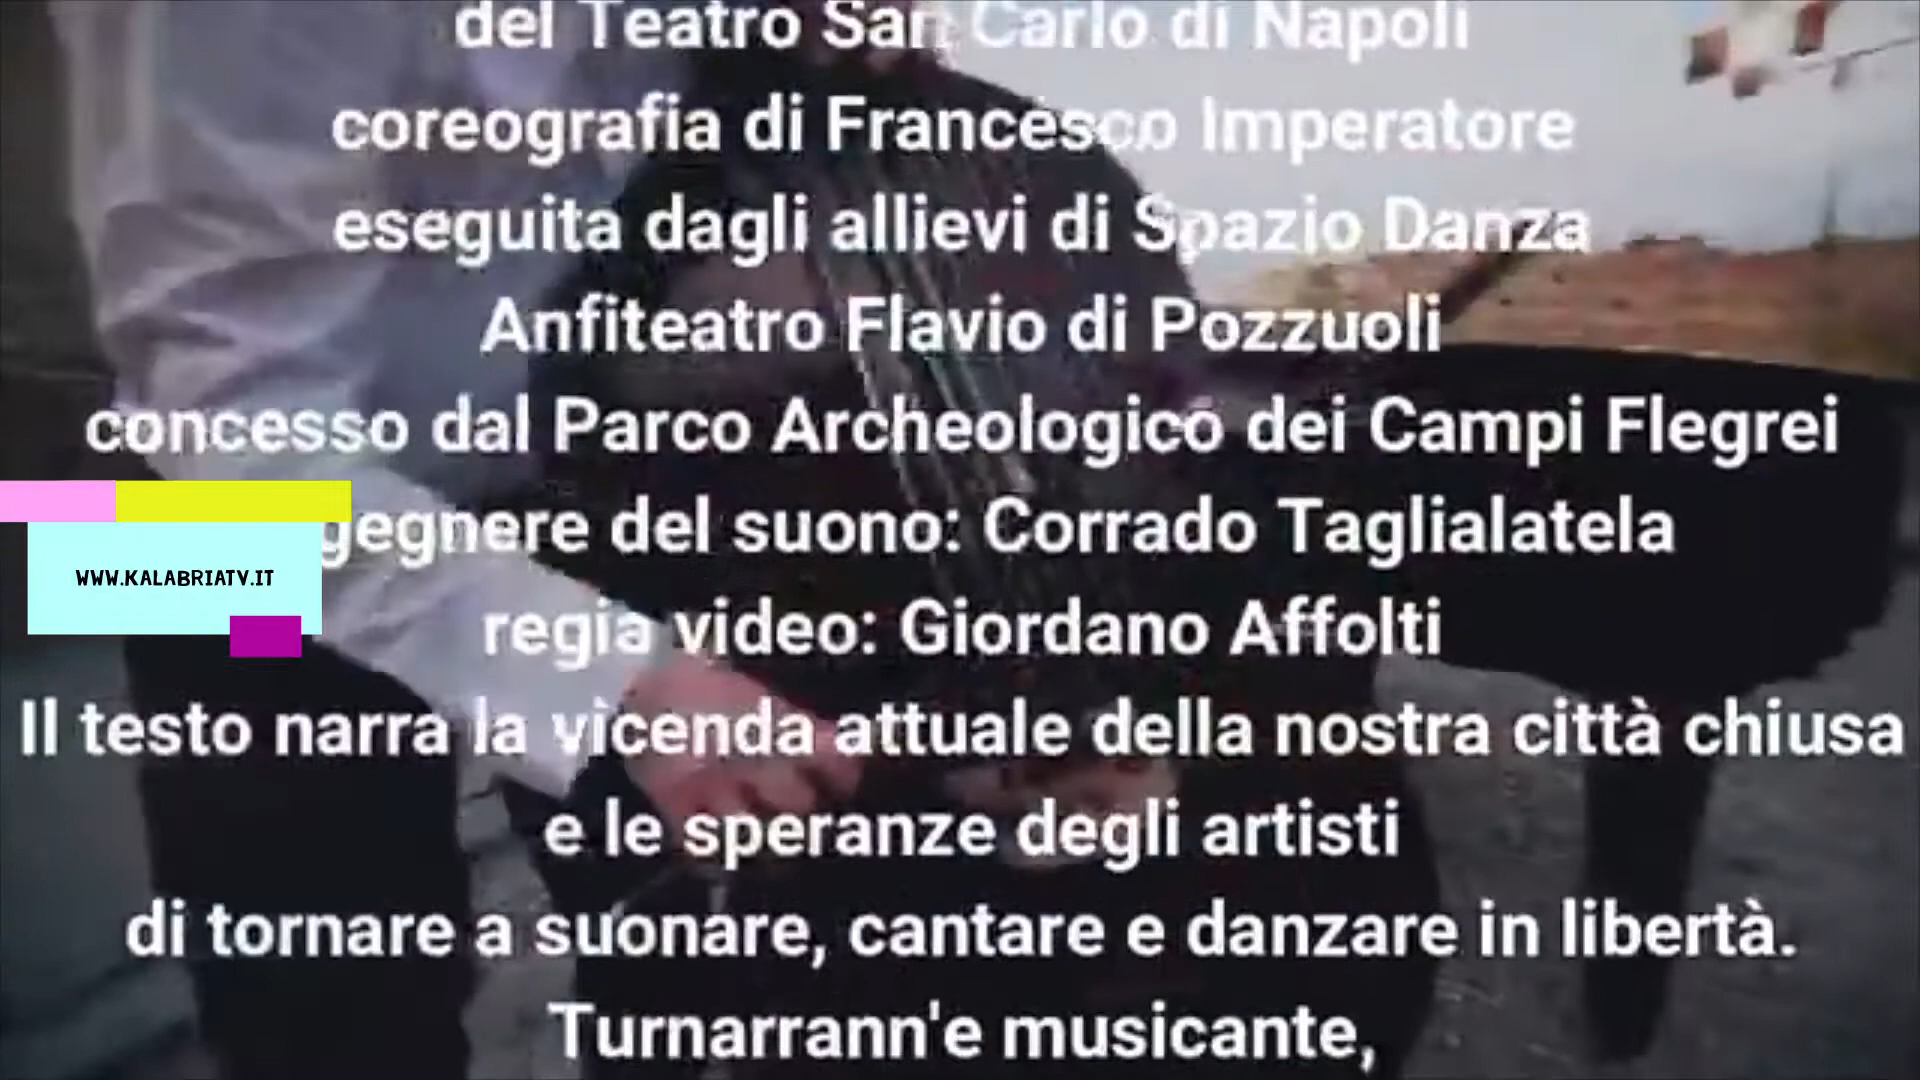 del Teatro San Carlo di Napoli
coreografia di Francesco Imperatore
eseguita dagli allievi di Spazio Danza
Anfiteatro Flavio di Pozzuoli
concesso dal Parco Archeologico dei Campi Flegrei
gegnere del suono: Corrado Taglialatela
WWW.KALABRIATV.IT
regia video: Giordano Affolti
Il testo narra la vicenda attuale della nostra città chiusa
e le speranze degli artisti
di tornare a suonare, cantare e danzare in libertà.
Turnarrann'e musicante,